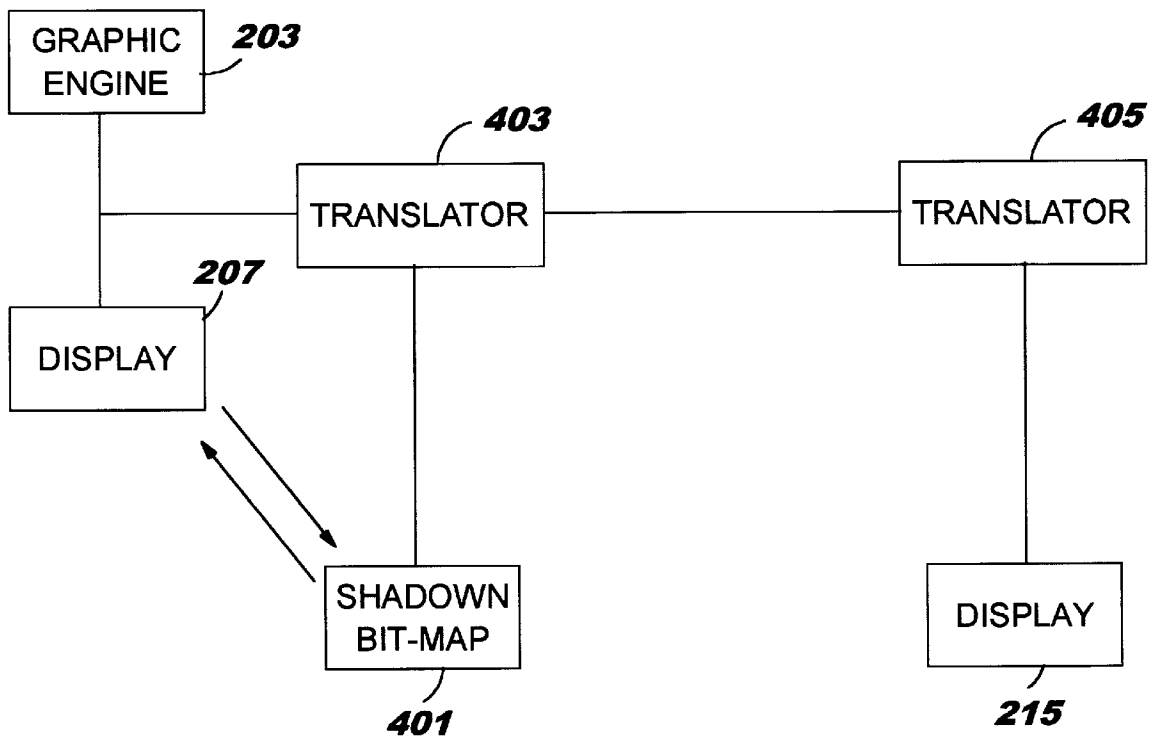 GRAPHIC
ENGINE
203
403
TRANSLATOR
405
TRANSLATOR
207
DISPLAY
SHADOWN
BIT-MAP
401
DISPLAY
215